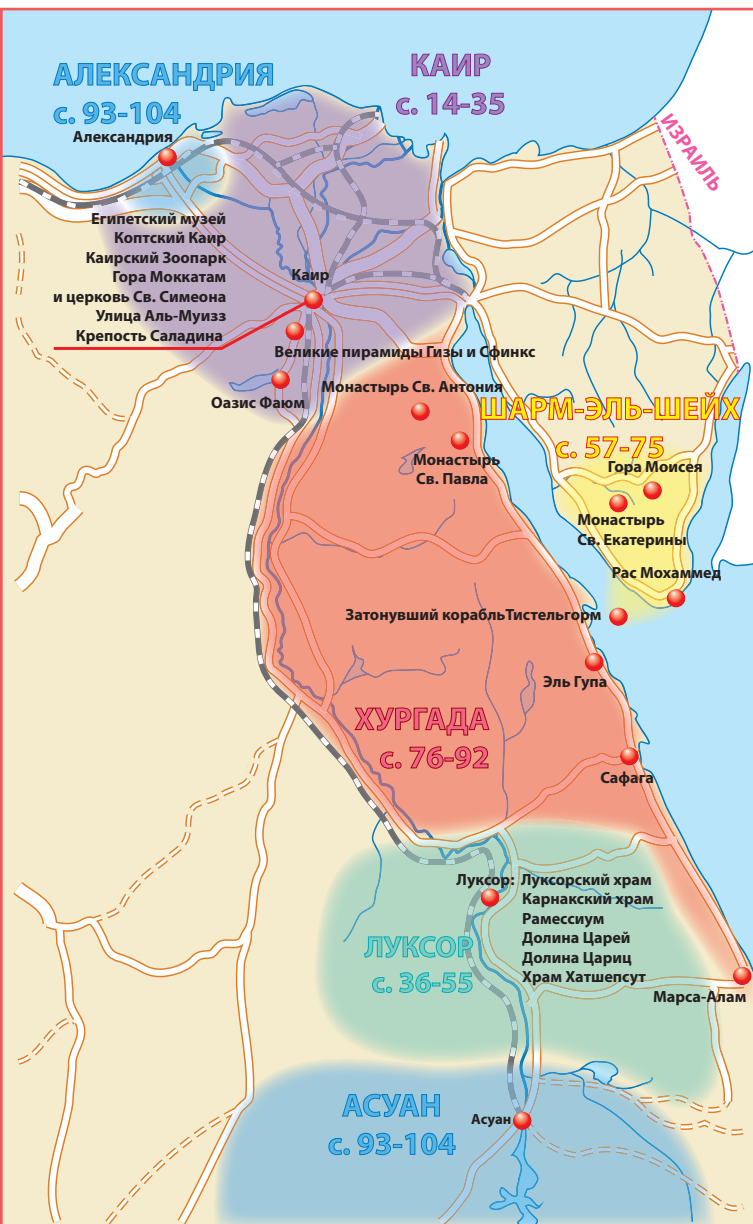 АЛЕКСАНДРИЯ
с. 93-104
КАИР
с. 14-35
Александрия
ИЗРАИЛЬ
Египетский музей
Коптский Каир
Каирский Зоопарк
Гора Моккатам
и церковь Св. Симеона
Улица Аль-Муизз
Крепость Саладина
Каир
Великие пирамиды Гизы и Сфинкс
Оазис Фаюм
Монастырь Св. Антония
Монастырь
Св. Павла
ШАРМ-ЭЛЬ-ШЕЙХ
с. 57-75
Гора Моисея
Монастырь
Св. Екатерины
Рас Мохаммед
Затонувший корабльТистельгорм
Эль Гупа
ХУРГАДА
с. 76-92
Сафага
Луксор: Луксорский храм
Карнакский храм
Рамессиум
Долина Царей
Долина Цариц
Храм Хатшепсут
ЛУКСОР
с. 36-55
Марса-Алам
АСУАН
с. 93-104
Асуан